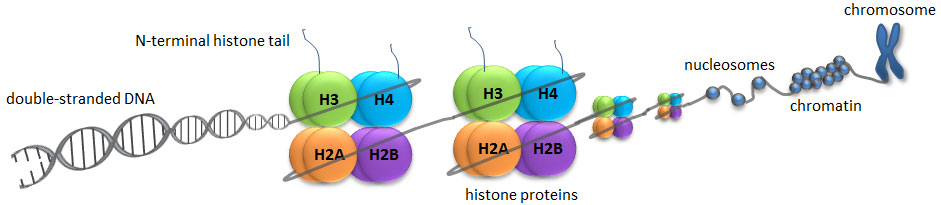 chromosome
N-terminal histone tail
nucleosomes
double-stranded DNA
H3 H4
H3 H4
chromatin
H2A H2B
H2A H2B
histone proteins